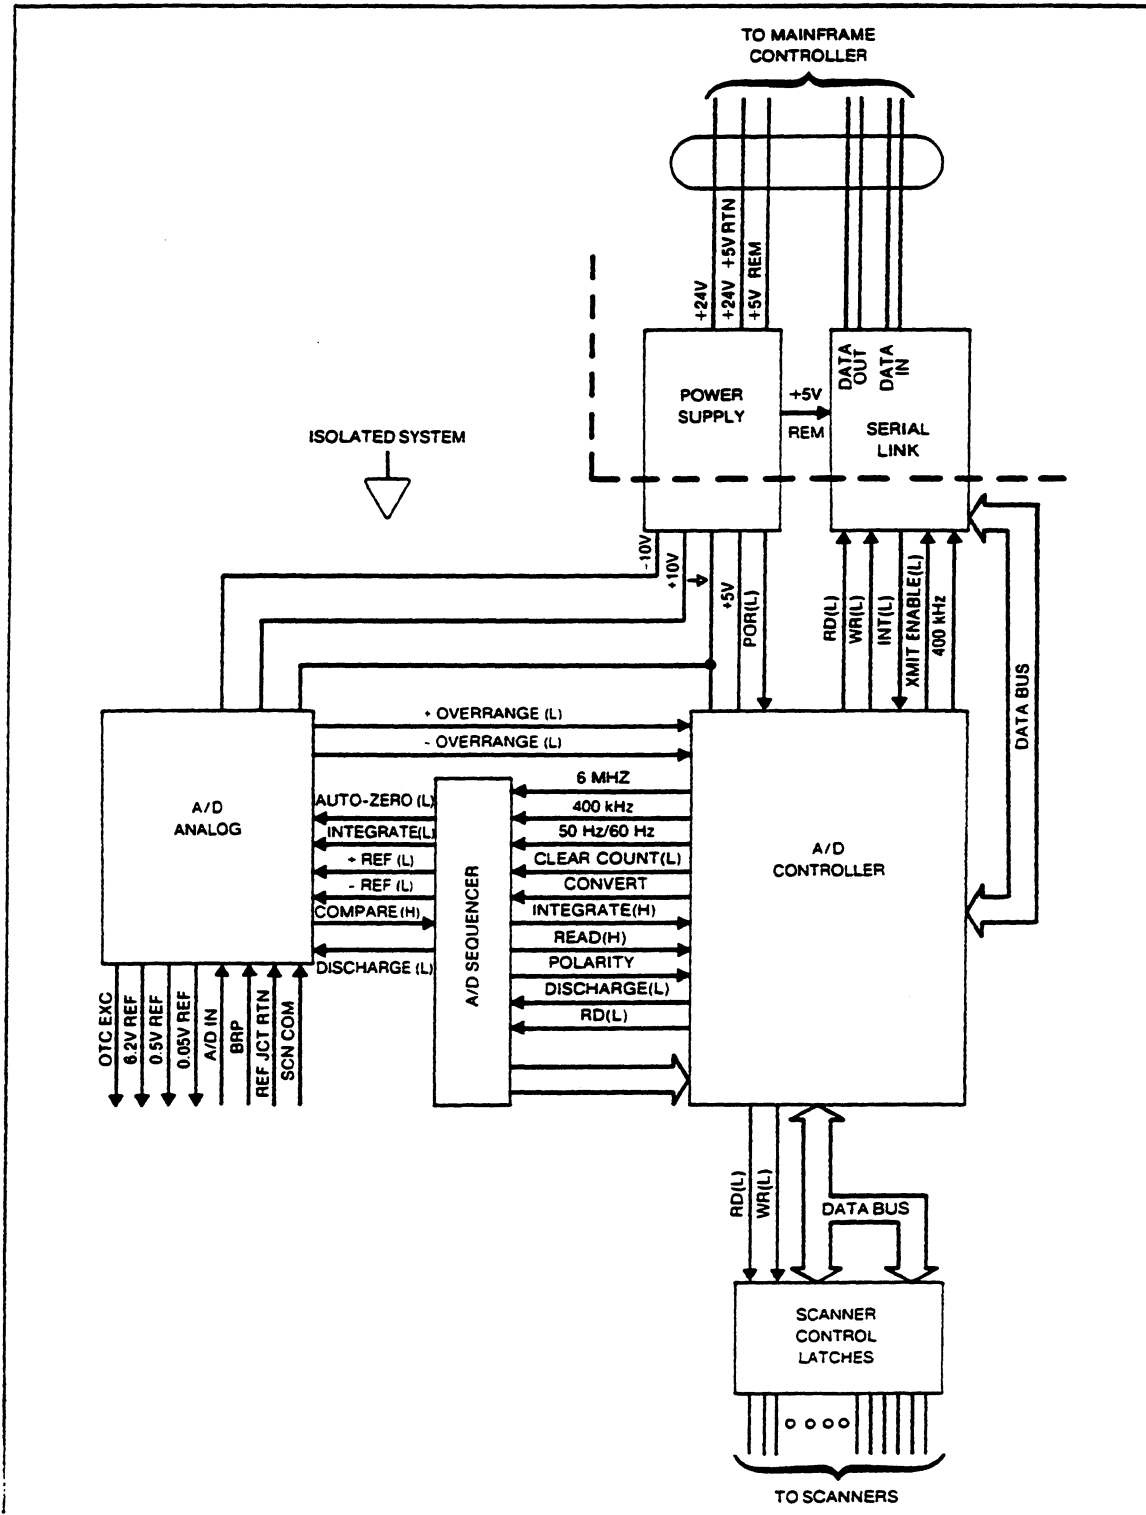 TO MAINFRAME
CONTROLLER
+24V
+24V +5V RTN
+5V REM
DATA
OUT
DATA
IN
POWER
SUPPLY
+5V
REM
SERIAL
LINK
ISOLATED SYSTEM
-10V
+10V
+5V
POR(L)
RD(L)
WR(L)
INT(L)
XMIT ENABLE(L)
400 kHz
DATA BUS
+ OVERRANGE (L)
- OVERRANGE (L)
A/D
ANALOG
AUTO-ZERO (L)
INTEGRATE(L)
+ REF (L)
- REF (L)
COMPARE (H)
DISCHARGE (L)
A/D SEQUENCER
6 MHZ
400 kHz
50 Hz/60 Hz
CLEAR COUNT(L)
CONVERT
INTEGRATE(H)
READ(H)
POLARITY
DISCHARGE(L)
RD(L)
A/D
CONTROLLER
OTC EXC
6.2V REF
0.5V REF
0.05V REF
A/D IN
BRP
REF JCT RTN
SCN COM
RD(L)
WR(L)
DATA BUS
SCANNER
CONTROL
LATCHES
TO SCANNERS